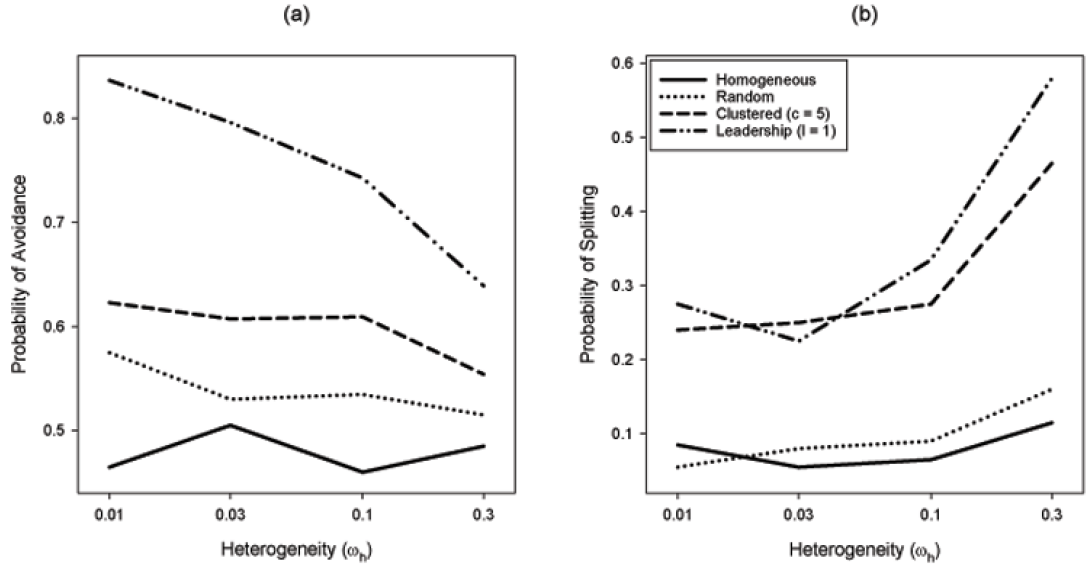 (a)
Probability of Avoidance
0.8
0.7
0.6
0.5
0.01 0.03 0.1 0.3
Heterogeneity (ωh)
(b)
Probability of Splitting
0.6
0.5
0.4
0.3
0.2
0.1
Homogeneous
Random
Clustered (c = 5)
Leadership (l = 1)
0.01 0.03 0.1 0.3
Heterogeneity (ωh)